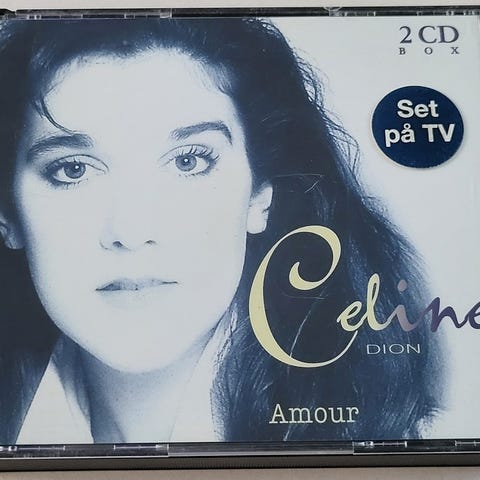 2 CD
BOX
Set
på TV
Celine
DION
Amour